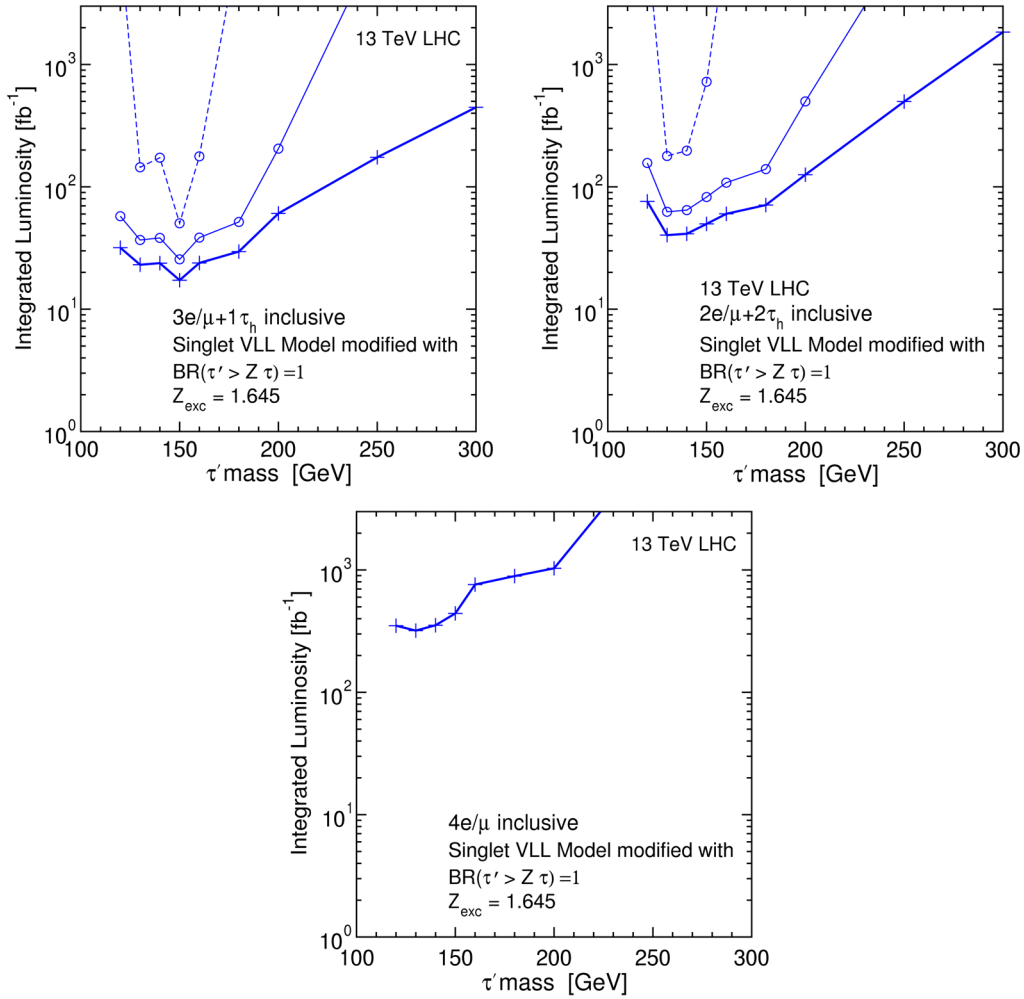 13 TeV LHC
Integrated Luminosity [fb⁻¹]
10³
10²
10¹
10⁰
3e/μ+1τ_h inclusive
Singlet VLL Model modified with
BR(τ′ > Z τ) =1
Z_exc = 1.645
100 150 200 250 300
τ′ mass [GeV]
Integrated Luminosity [fb⁻¹]
10³
10²
10¹
10⁰
13 TeV LHC
2e/μ+2τ_h inclusive
Singlet VLL Model modified with
BR(τ′ > Z τ) =1
Z_exc = 1.645
100 150 200 250 300
τ′ mass [GeV]
13 TeV LHC
Integrated Luminosity [fb⁻¹]
10³
10²
10¹
10⁰
4e/μ inclusive
Singlet VLL Model modified with
BR(τ′ > Z τ) =1
Z_exc = 1.645
100 150 200 250 300
τ′ mass [GeV]